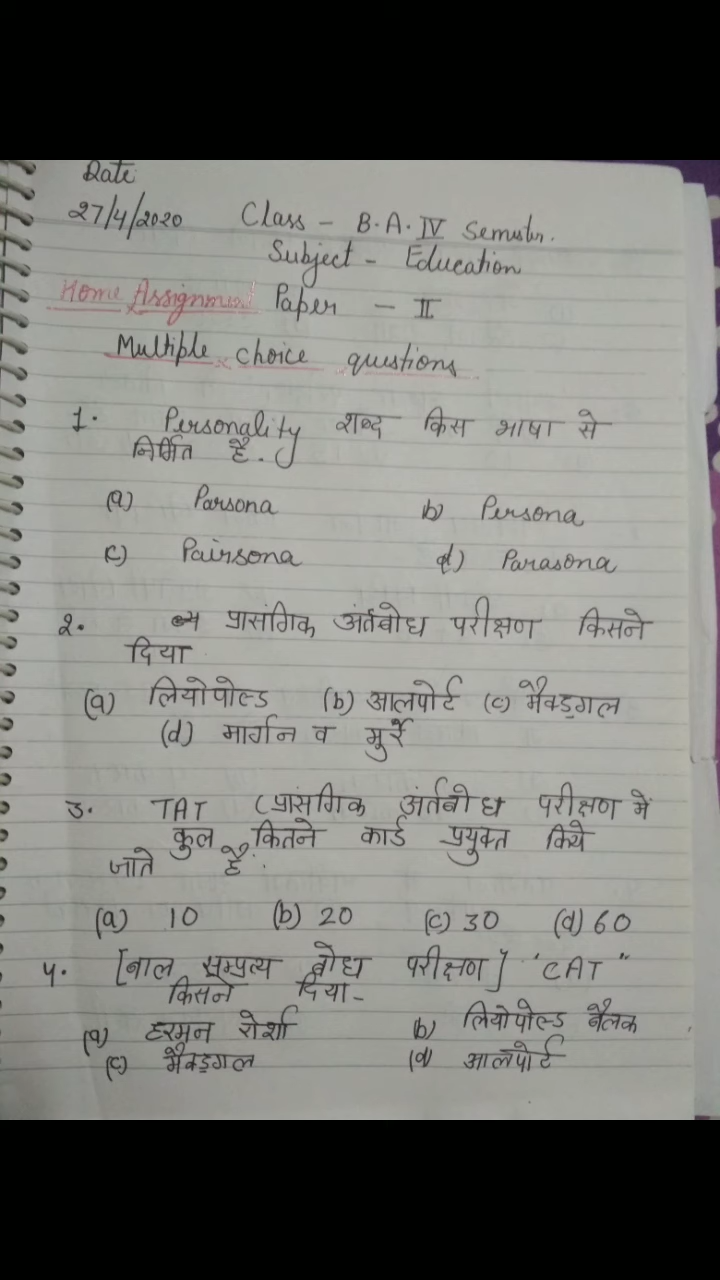 Date
27/4/2020 Class - B.A. IV Semester.
Subject - Education
Home Assignment Paper - II
Multiple choice questions
1. Personality शब्द किस भाषा से
निर्मित है.
(a) Parsona b) Persona
(c) Pairsona d) Parasona
2. प्रासंगिक अंर्तबोध परीक्षण किसने
दिया
(a) लियोपोल्ड (b) आलपोर्ट (c) मैक्ड्गल
(d) मार्गन व मुर्रे
3. TAT (प्रासंगिक अंर्तबोध परीक्षण में
कुल कितने कार्ड प्रयुक्त किये
जाते है:
(a) 10 (b) 20 (c) 30 (d) 60
4. [बाल सम्प्रत्य बोध परीक्षण] "CAT"
किसने दिया-
(a) हरमन रोर्शा b) लियोपोल्ड बैलक
(c) मैक्ड्गल (d) आलपोर्ट